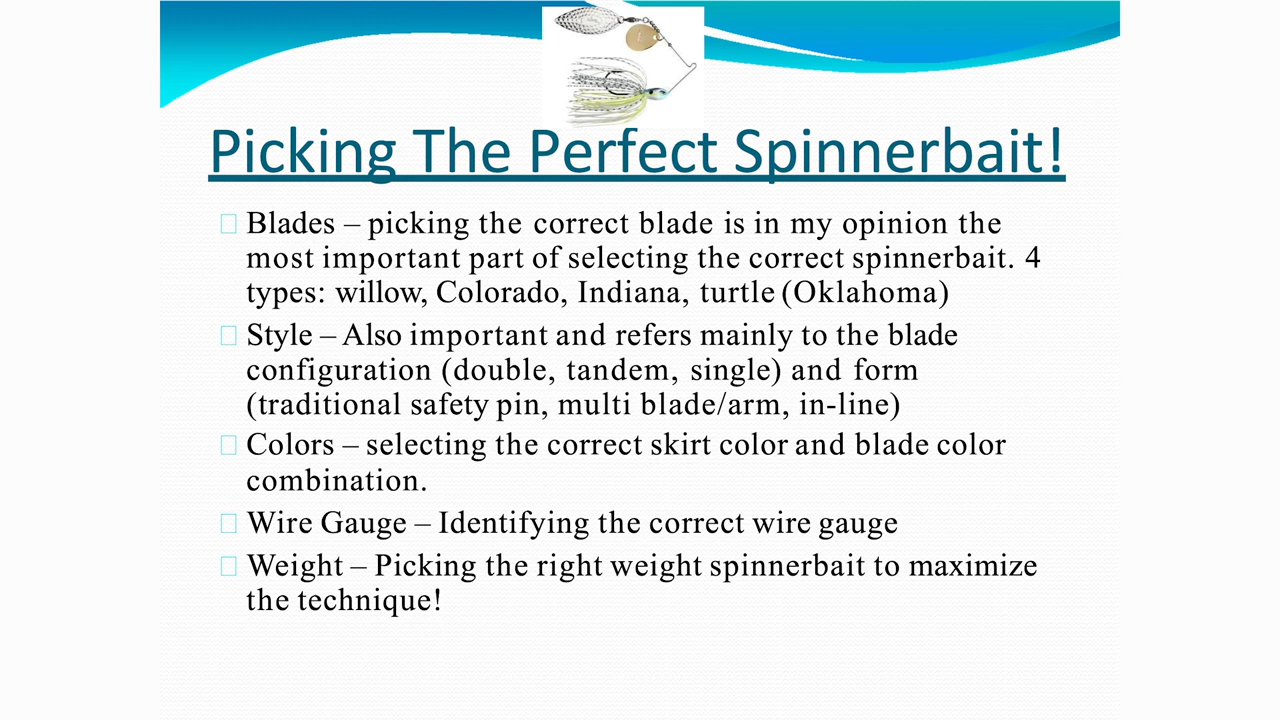 Picking The Perfect Spinnerbait!
Blades – picking the correct blade is in my opinion the
most important part of selecting the correct spinnerbait. 4
types: willow, Colorado, Indiana, turtle (Oklahoma)
Style – Also important and refers mainly to the blade
configuration (double, tandem, single) and form
(traditional safety pin, multi blade/arm, in-line)
Colors – selecting the correct skirt color and blade color
combination.
Wire Gauge – Identifying the correct wire gauge
Weight – Picking the right weight spinnerbait to maximize
the technique!